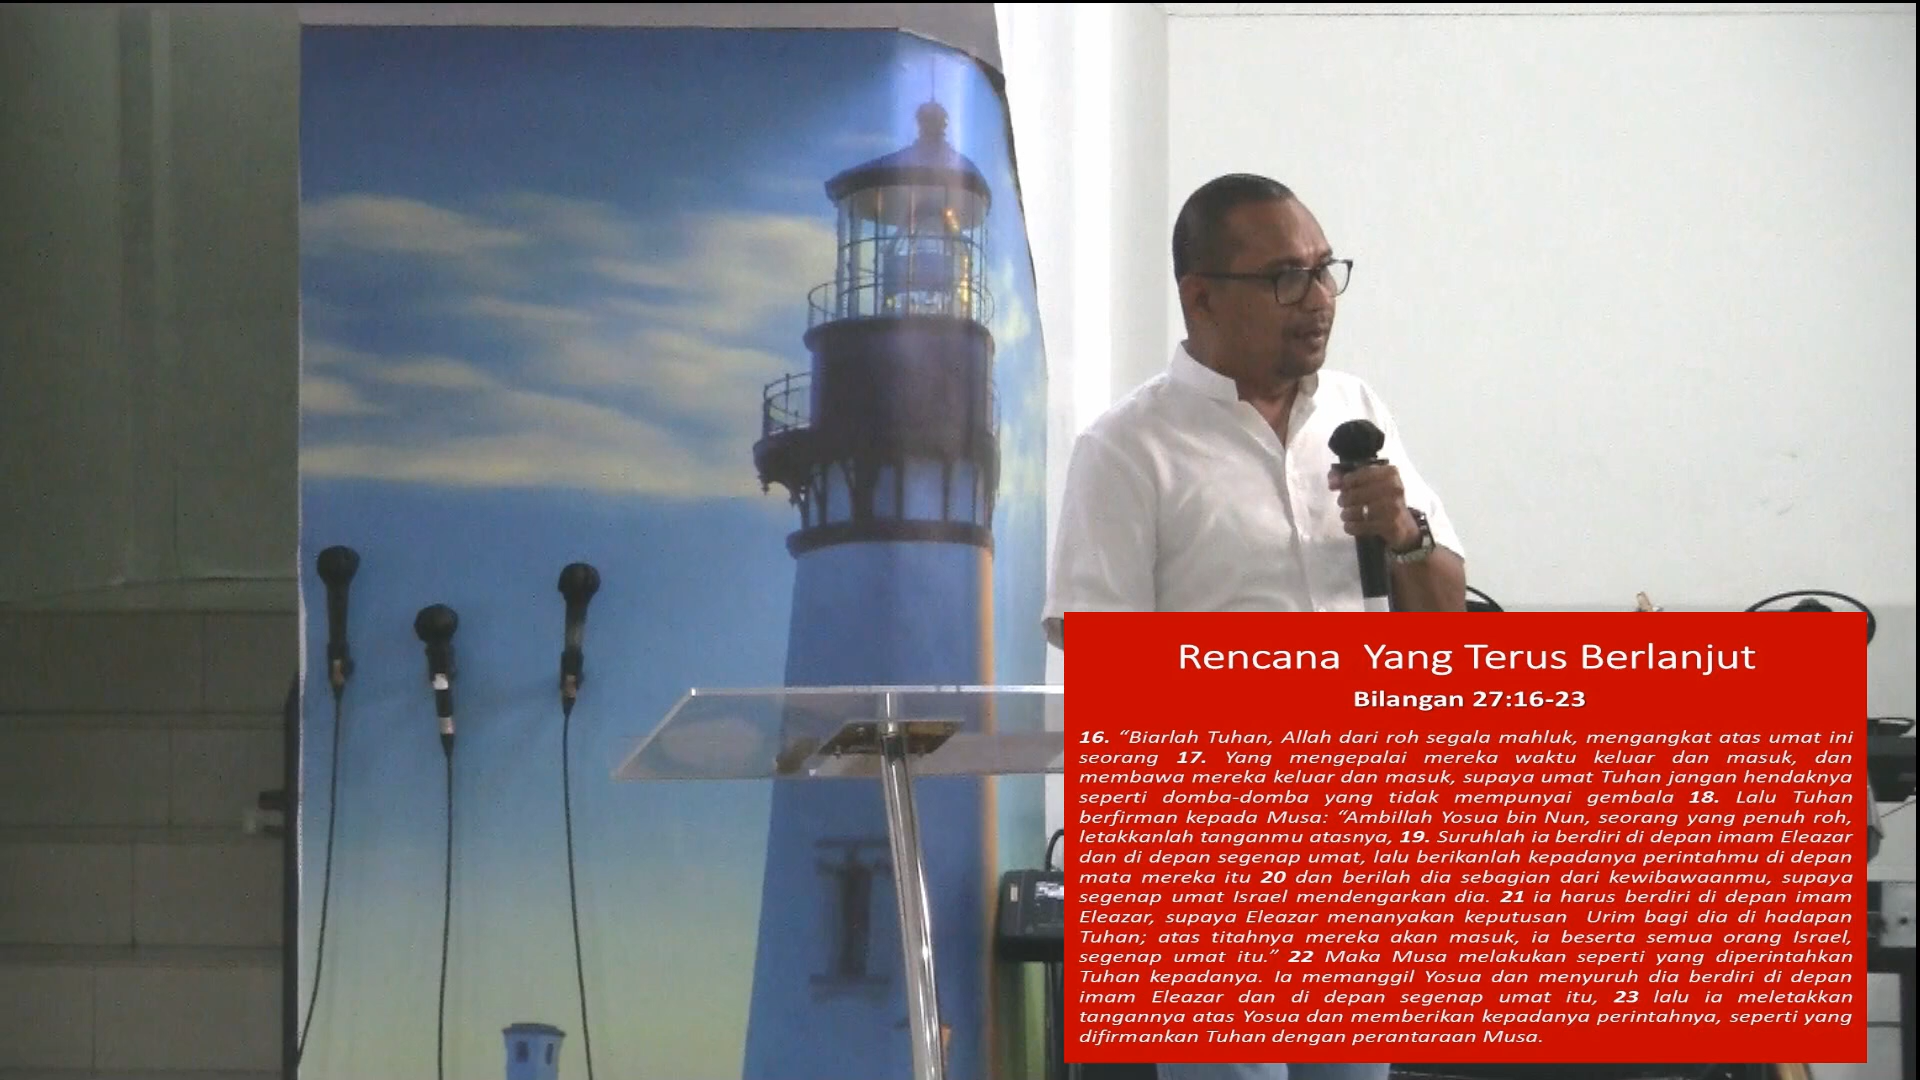 Rencana Yang Terus Berlanjut
Bilangan 27:16-23
16. “Biarlah Tuhan, Allah dari roh segala mahluk, mengangkat atas umat ini
seorang 17. Yang mengepalai mereka waktu keluar dan masuk, dan
membawa mereka keluar dan masuk, supaya umat Tuhan jangan hendaknya
seperti domba-domba yang tidak mempunyai gembala 18. Lalu Tuhan
berfirman kepada Musa: “Ambillah Yosua bin Nun, seorang yang penuh roh,
letakkanlah tanganmu atasnya, 19. Suruhlah ia berdiri di depan imam Eleazar
dan di depan segenap umat, lalu berikanlah kepadanya perintahmu di depan
mata mereka itu 20 dan berilah dia sebagian dari kewibawaanmu, supaya
segenap umat Israel mendengarkan dia. 21 ia harus berdiri di depan imam
Eleazar, supaya Eleazar menanyakan keputusan Urim bagi dia di hadapan
Tuhan; atas titahnya mereka akan masuk, ia beserta semua orang Israel,
segenap umat itu.” 22 Maka Musa melakukan seperti yang diperintahkan
Tuhan kepadanya. Ia memanggil Yosua dan menyuruh dia berdiri di depan
imam Eleazar dan di depan segenap umat itu, 23 lalu ia meletakkan
tangannya atas Yosua dan memberikan kepadanya perintahnya, seperti yang
difirmankan Tuhan dengan perantaraan Musa.